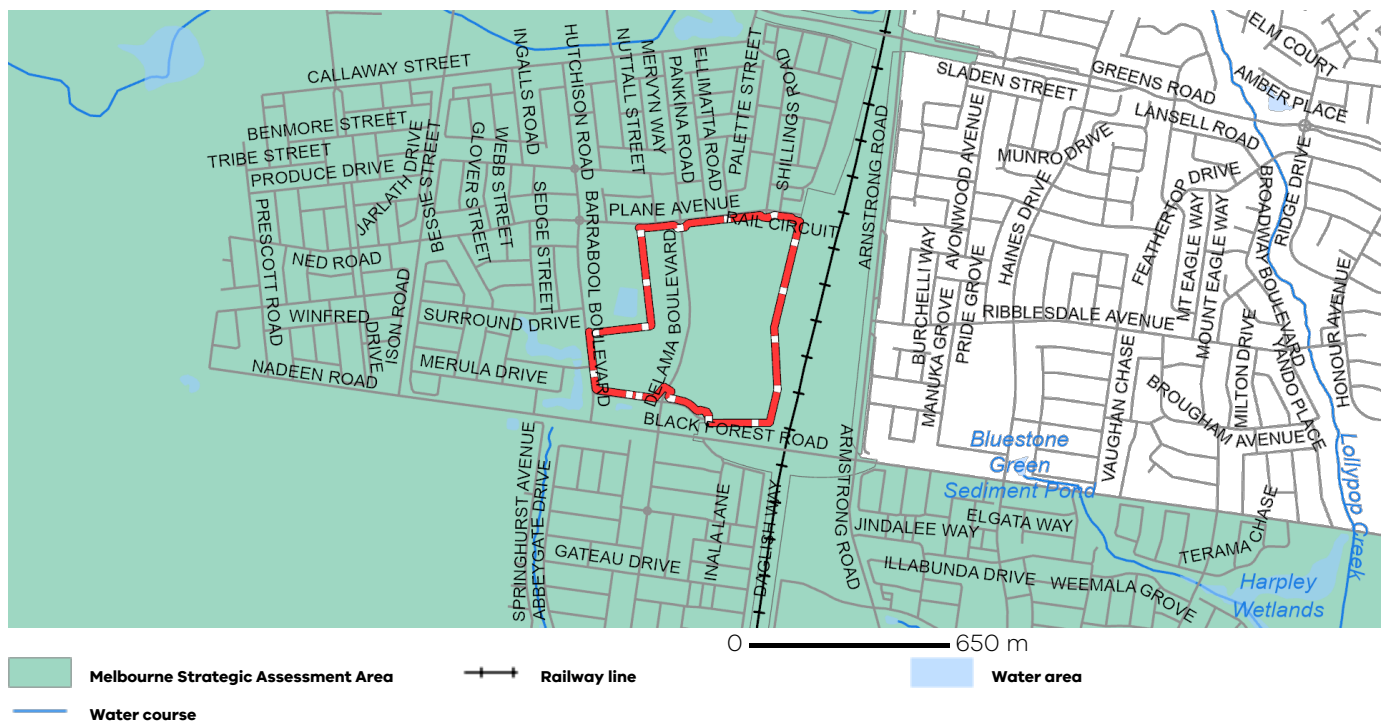 ELM COURT
CALLAWAY STREET
INGALLS ROAD
HUTCHISON ROAD
NUTTALL STREET
MERVYN WAY
PANKINA ROAD
ELLIMATTA ROAD
PALETTE STREET
SHILLINGS ROAD
SLADEN STREET
GREENS ROAD
AMBER PLACE
LANSELL ROAD
BENMORE STREET
TRIBE STREET
PRODUCE DRIVE
JARLATH DRIVE
BESSIE STREET
GLOVER STREET
WEBB STREET
SEDGE STREET
BARRABOOL BOULEVARD
PLANE AVENUE
RAIL CIRCUIT
ARNSTRONG ROAD
AVONWOOD AVENUE
MUNRO DRIVE
HAINES DRIVE
FEATHERTOP DRIVE
MT EAGLE WAY
MOUNT EAGLE WAY
BROADWAY BOULEVARD
RIDGE DRIVE
PRESCOTT ROAD
NED ROAD
WINFRED DRIVE
ISON ROAD
SURROUND DRIVE
MERULA DRIVE
NADEEN ROAD
DELAMA BOULEVARD
BLACK FOREST ROAD
BURCHELLI WAY
MANUKA GROVE
PRIDE GROVE
RIBBLESDALE AVENUE
VAUGHAN CHASE
BROUGHAM AVENUE
MILTON DRIVE
YANDO PLACE
HONOUR AVENUE
Lollypop Creek
Bluestone
Green
Sediment Pond
SPRINGHURST AVENUE
ABBEYGATE DRIVE
GATEAU DRIVE
INALA LANE
DAGLISH WAY
ARMSTRONG ROAD
JINDALEE WAY
ELGATA WAY
ILLABUNDA DRIVE
WEEMALA GROVE
TERAMA CHASE
Harpley
Wetlands
0 650 m
Melbourne Strategic Assessment Area
Railway line
Water area
Water course